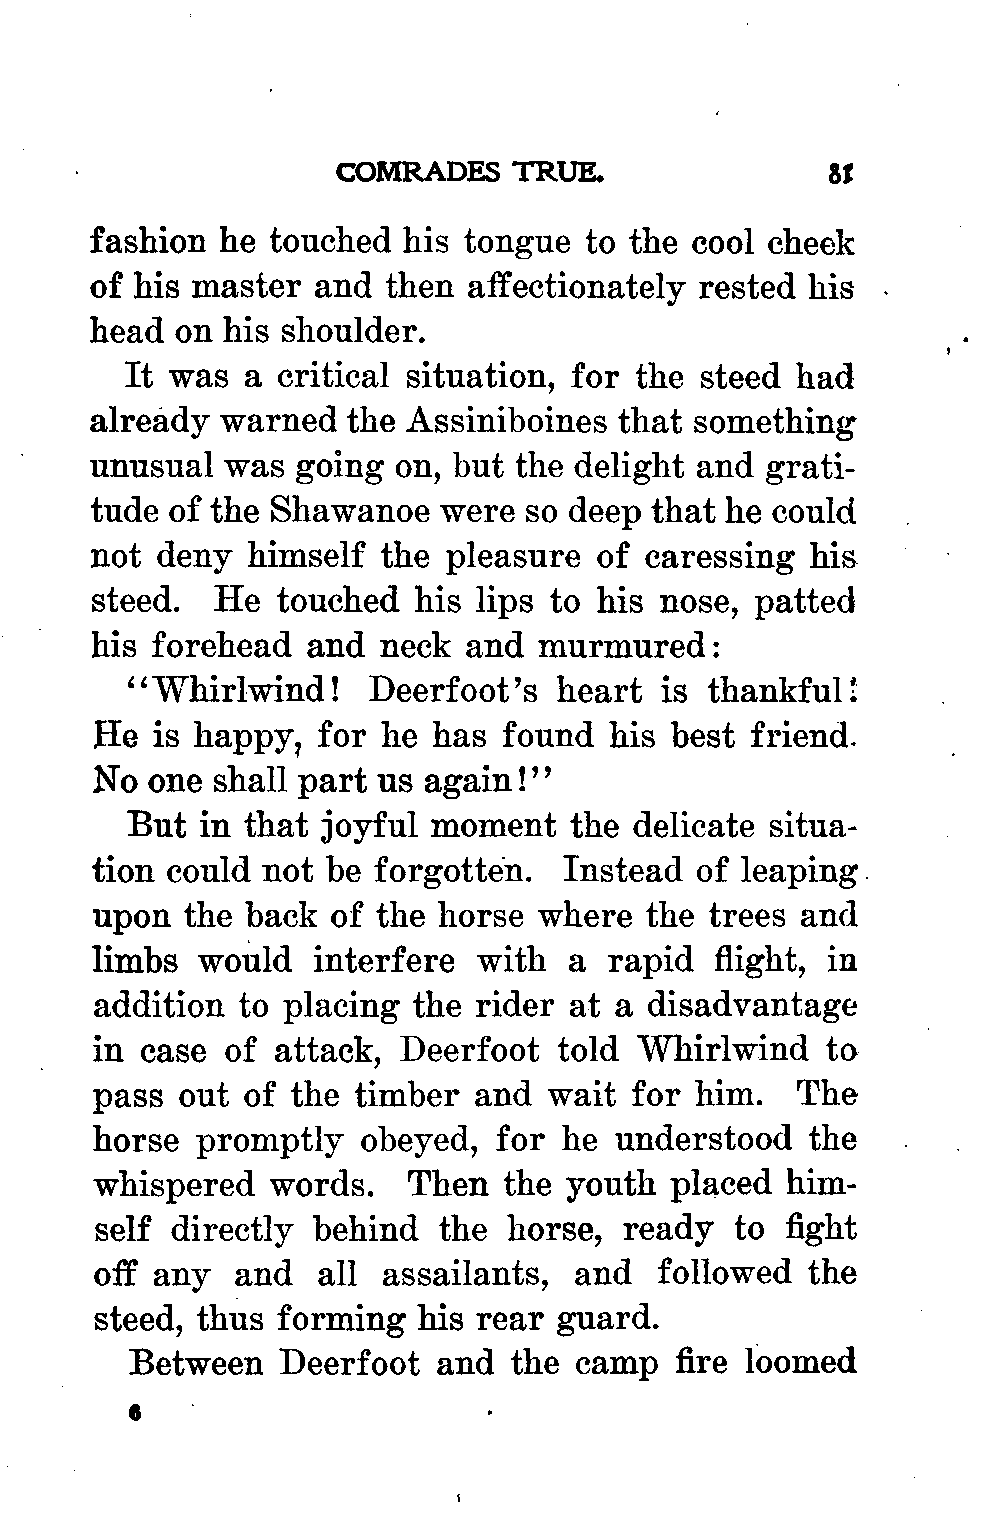 COMRADES TRUE. 81
fashion he touched his tongue to the cool cheek
of his master and then affectionately rested his
head on his shoulder.
It was a critical situation, for the steed had
already warned the Assiniboines that something
unusual was going on, but the delight and grati-
tude of the Shawanoe were so deep that he could
not deny himself the pleasure of caressing his
steed. He touched his lips to his nose, patted
his forehead and neck and murmured:
“Whirlwind! Deerfoot’s heart is thankful!
He is happy, for he has found his best friend.
No one shall part us again!”
But in that joyful moment the delicate situa-
tion could not be forgotten. Instead of leaping
upon the back of the horse where the trees and
limbs would interfere with a rapid flight, in
addition to placing the rider at a disadvantage
in case of attack, Deerfoot told Whirlwind to
pass out of the timber and wait for him. The
horse promptly obeyed, for he understood the
whispered words. Then the youth placed him-
self directly behind the horse, ready to fight
off any and all assailants, and followed the
steed, thus forming his rear guard.
Between Deerfoot and the camp fire loomed
6